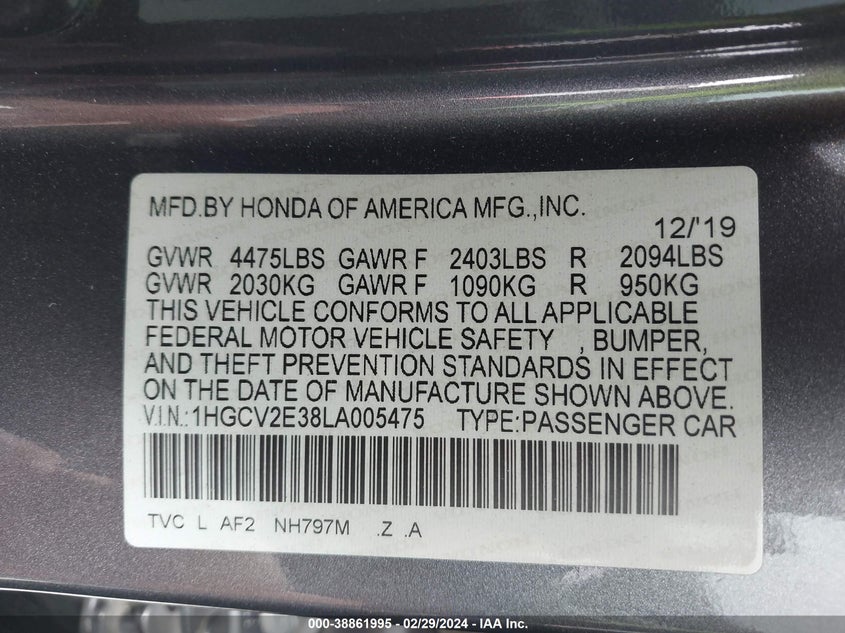 MFD.BY HONDA OF AMERICA MFG.,INC.
12/'19
GVWR 4475LBS GAWR F 2403LBS R 2094LBS
GVWR 2030KG GAWR F 1090KG R 950KG
THIS VEHICLE CONFORMS TO ALL APPLICABLE
FEDERAL MOTOR VEHICLE SAFETY , BUMPER,
AND THEFT PREVENTION STANDARDS IN EFFECT
ON THE DATE OF MANUFACTURE SHOWN ABOVE.
V.I.N.:1HGCV2E38LA005475 TYPE:PASSENGER CAR
TVC L AF2 NH797M .Z .A
000-38861995 - 02/29/2024 - IAA Inc.